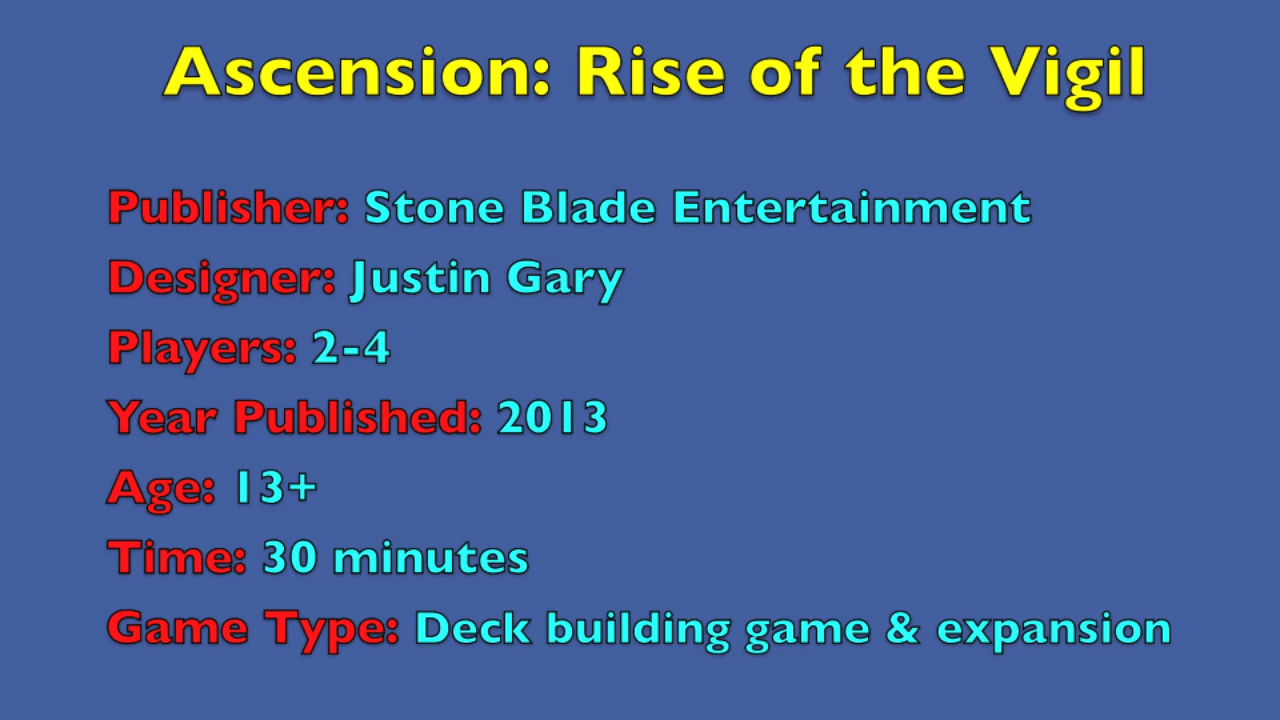 Ascension: Rise of the Vigil
Publisher: Stone Blade Entertainment
Designer: Justin Gary
Players: 2-4
Year Published: 2013
Age: 13+
Time: 30 minutes
Game Type: Deck building game & expansion